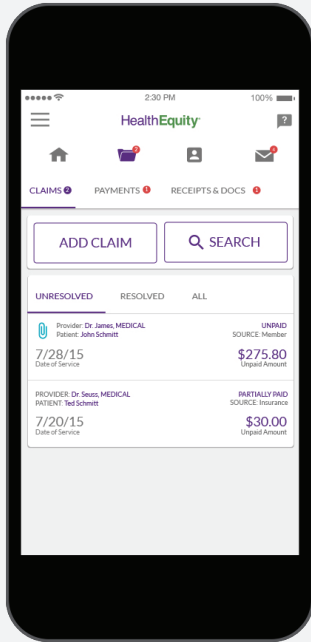 2:30 PM 100%
HealthEquity
?
CLAIMS 2 PAYMENTS 1 RECEIPTS & DOCS 1
ADD CLAIM SEARCH
UNRESOLVED RESOLVED ALL
Provider: Dr. James, MEDICAL UNPAID
Patient: John Schmitt SOURCE: Member
7/28/15 $275.80
Date of Service Unpaid Amount
PROVIDER: Dr. Seuss, MEDICAL PARTIALLY PAID
PATIENT: Ted Schmitt SOURCE: Insurance
7/20/15 $30.00
Date of Service Unpaid Amount